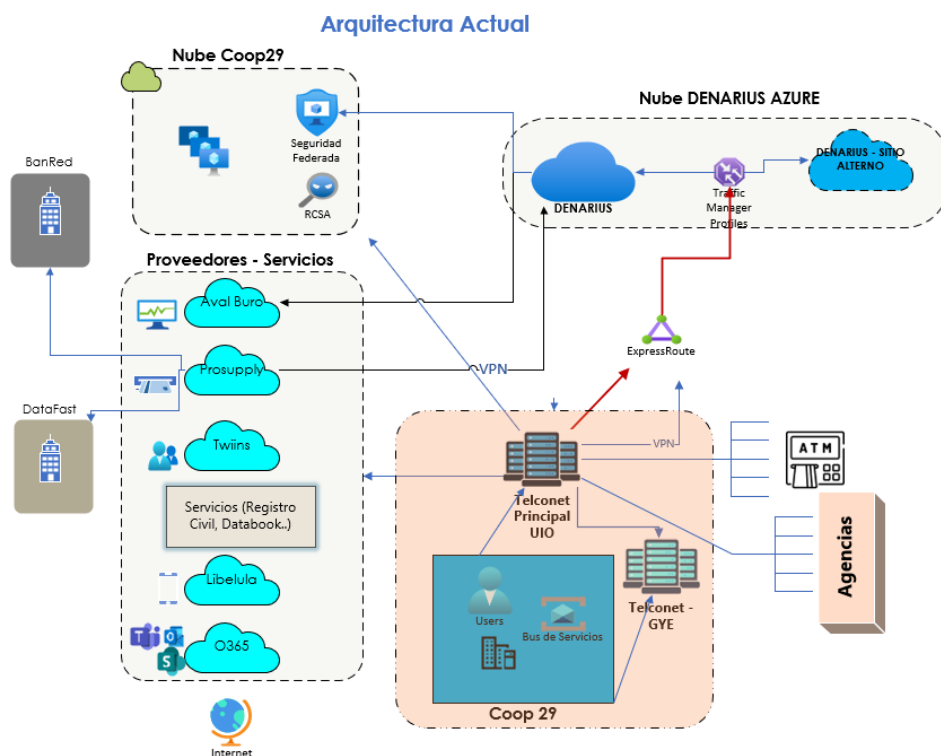 Arquitectura Actual
Nube Coop29
Seguridad
Federada
RCSA
Nube DENARIUS AZURE
DENARIUS
Traffic
Manager
Profiles
DENARIUS - SITIO
ALTERNO
BanRed
DataFast
Proveedores - Servicios
Aval Buro
Prosupply
Twiins
Servicios (Registro
Civil, Databook..)
Libelula
O365
Internet
VPN
ExpressRoute
VPN
Telconet
Principal
UIO
Telconet -
GYE
Users
Bus de Servicios
Coop 29
ATM
Agencias